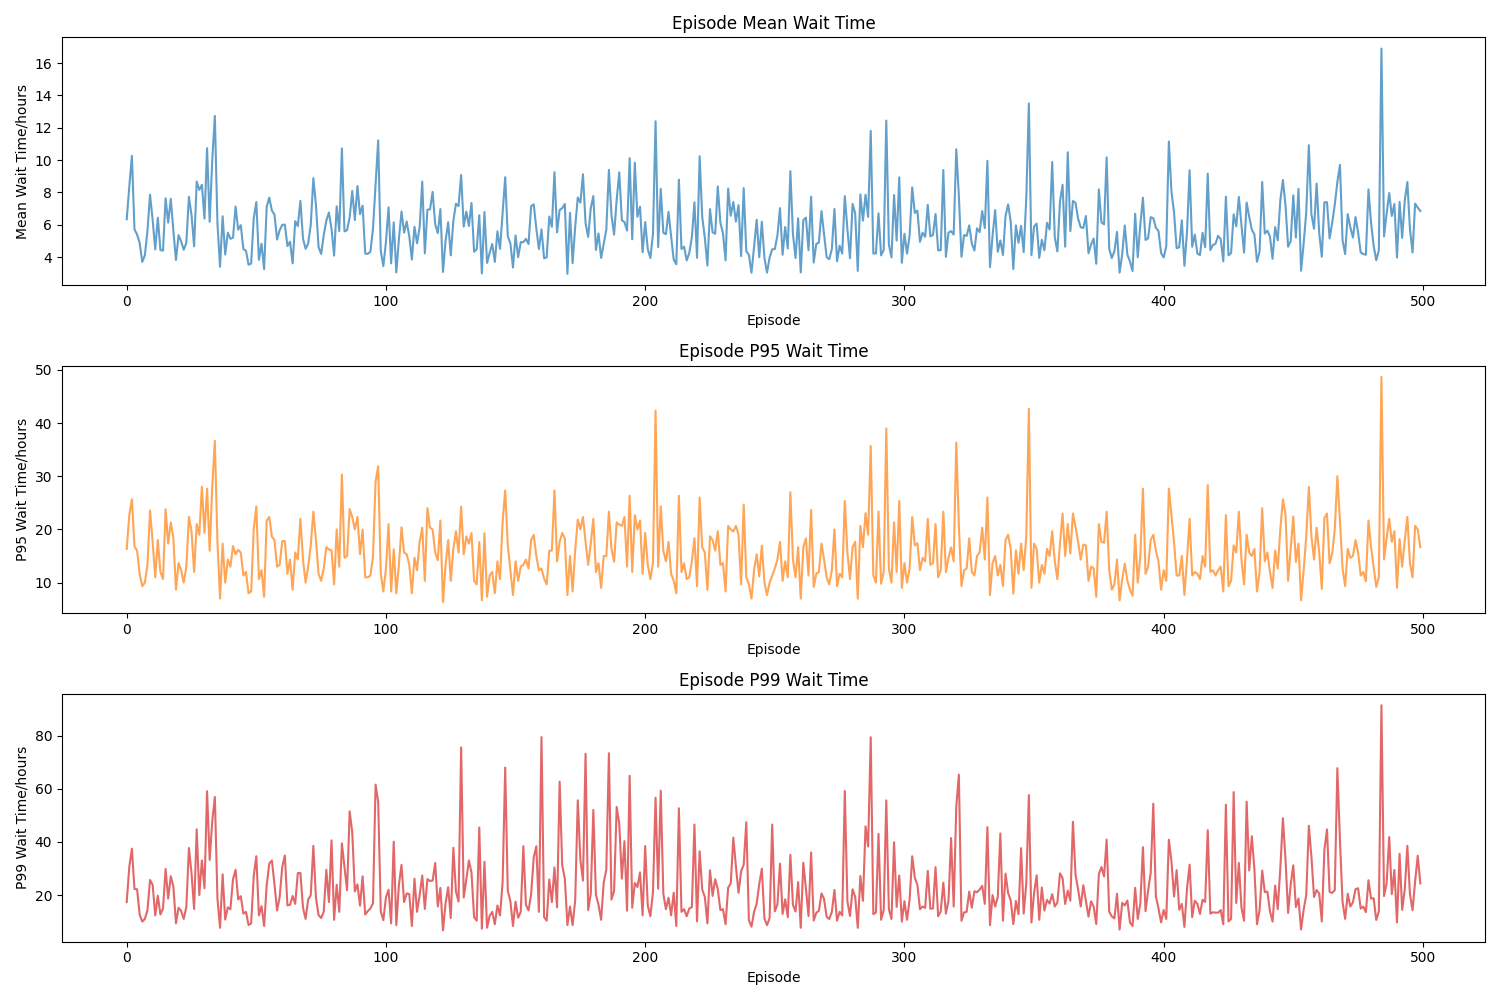 Episode Mean Wait Time
Mean Wait Time/hours
16
14
12
10
8
6
4
0 100 200 300 400 500
Episode
Episode P95 Wait Time
P95 Wait Time/hours
50
40
30
20
10
0 100 200 300 400 500
Episode
Episode P99 Wait Time
P99 Wait Time/hours
80
60
40
20
0 100 200 300 400 500
Episode